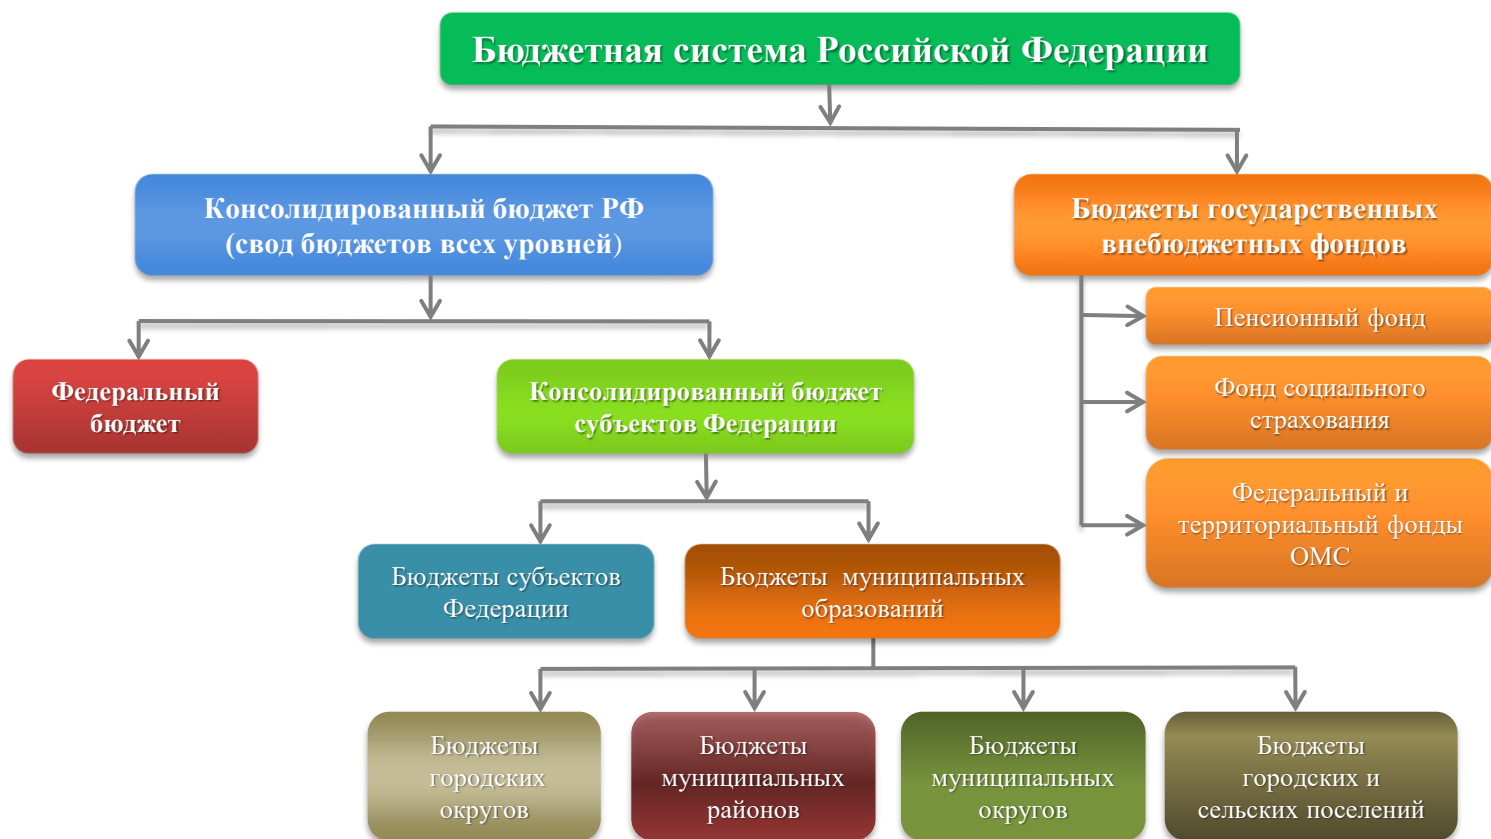 Бюджетная система Российской Федерации
Консолидированный бюджет РФ
(свод бюджетов всех уровней)
Бюджеты государственных
внебюджетных фондов
Пенсионный фонд
Фонд социального
страхования
Федеральный и
территориальный фонды
ОМС
Федеральный
бюджет
Консолидированный бюджет
субъектов Федерации
Бюджеты субъектов
Федерации
Бюджеты муниципальных
образований
Бюджеты
городских
округов
Бюджеты
муниципальных
районов
Бюджеты
муниципальных
округов
Бюджеты
городских и
сельских поселений